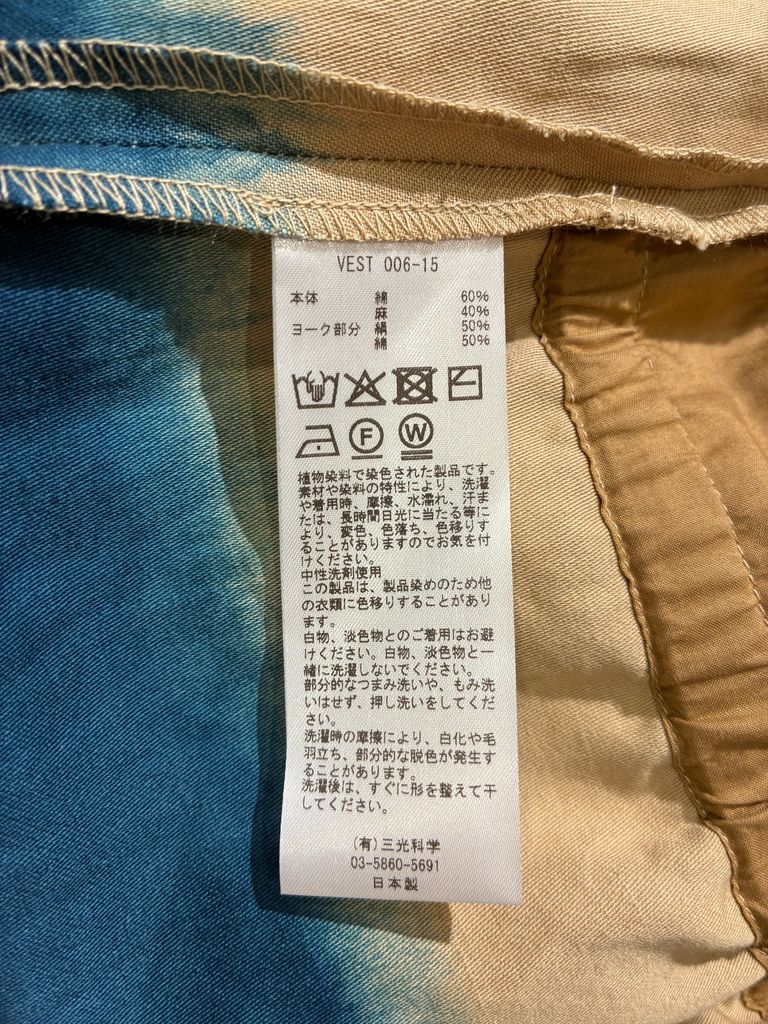 VEST 006-15
本体 綿 60%
麻 40%
ヨーク部分 絹 50%
綿 50%
F W
植物染料で染色された製品です。
素材や染料の特性により、洗濯
や着用時、摩擦、水濡れ、汗ま
たは、長時間日光に当たる等に
より、変色、色落ち、色移りす
ることがありますのでお気を付
けください。
中性洗剤使用
この製品は、製品染めのため他
の衣類に色移りすることがあり
ます。
白物、淡色物とのご着用はお避
けください。白物、淡色物と一
緒に洗濯しないでください。
部分的なつまみ洗いや、もみ洗
いはせず、押し洗いをしてくだ
さい。
洗濯時の摩擦により、白化や毛
羽立ち、部分的な脱色が発生す
ることがあります。
洗濯後は、すぐに形を整えて干
してください。
(有)三光科学
03-5860-5691
日本製